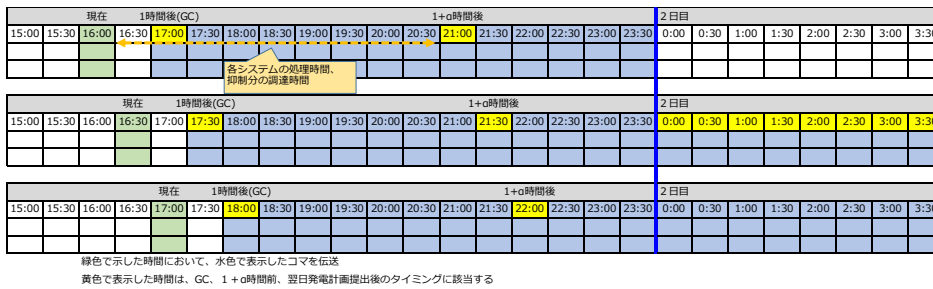 現在 1時間後(GC) 1+α時間後 2日目
15:00 15:30 16:00 16:30 17:00 17:30 18:00 18:30 19:00 19:30 20:00 20:30 21:00 21:30 22:00 22:30 23:00 23:30 0:00 0:30 1:00 1:30 2:00 2:30 3:00 3:30
各システムの処理時間、
抑制分の調達時間
現在 1時間後(GC) 1+α時間後 2日目
15:00 15:30 16:00 16:30 17:00 17:30 18:00 18:30 19:00 19:30 20:00 20:30 21:00 21:30 22:00 22:30 23:00 23:30 0:00 0:30 1:00 1:30 2:00 2:30 3:00 3:30
現在 1時間後(GC) 1+α時間後 2日目
15:00 15:30 16:00 16:30 17:00 17:30 18:00 18:30 19:00 19:30 20:00 20:30 21:00 21:30 22:00 22:30 23:00 23:30 0:00 0:30 1:00 1:30 2:00 2:30 3:00 3:30
緑色で示した時間において、水色で表示したコマを伝送
黄色で表示した時間は、GC、1+α時間前、翌日発電計画提出後のタイミングに該当する